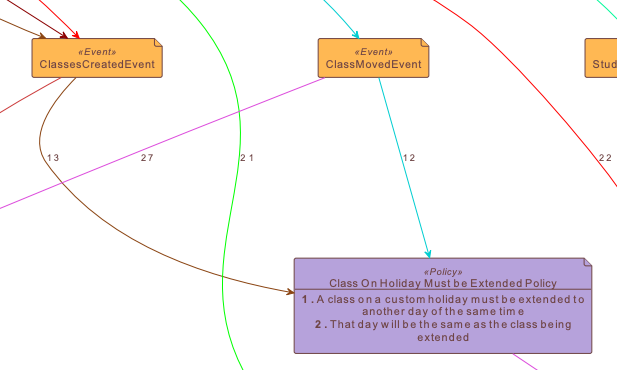 «Event»
ClassesCreatedEvent
«Event»
ClassMovedEvent
Stud
13
27
21
12
22
«Policy»
Class On Holiday Must be Extended Policy
1. A class on a custom holiday must be extended to
another day of the same time
2. That day will be the same as the class being
extended